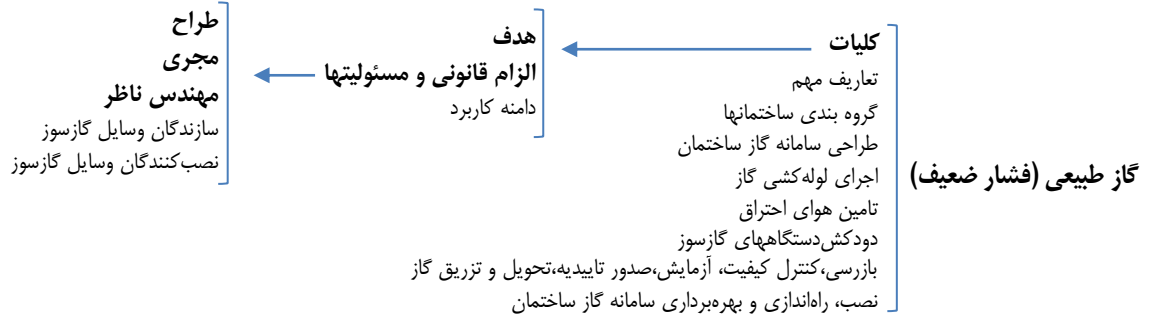 گاز طبیعی (فشار ضعیف)
کلیات
تعاریف مهم
گروه بندی ساختمانها
طراحی سامانه گاز ساختمان
اجرای لوله‌کشی گاز
تامین هوای احتراق
دودکش‌دستگاههای گازسوز
بازرسی،کنترل کیفیت، آزمایش،صدور تاییدیه،تحویل و تزریق گاز
نصب، راه‌اندازی و بهره‌برداری سامانه گاز ساختمان
هدف
الزام قانونی و مسئولیتها
دامنه کاربرد
طراح
مجری
مهندس ناظر
سازندگان وسایل گازسوز
نصب‌کنندگان وسایل گازسوز